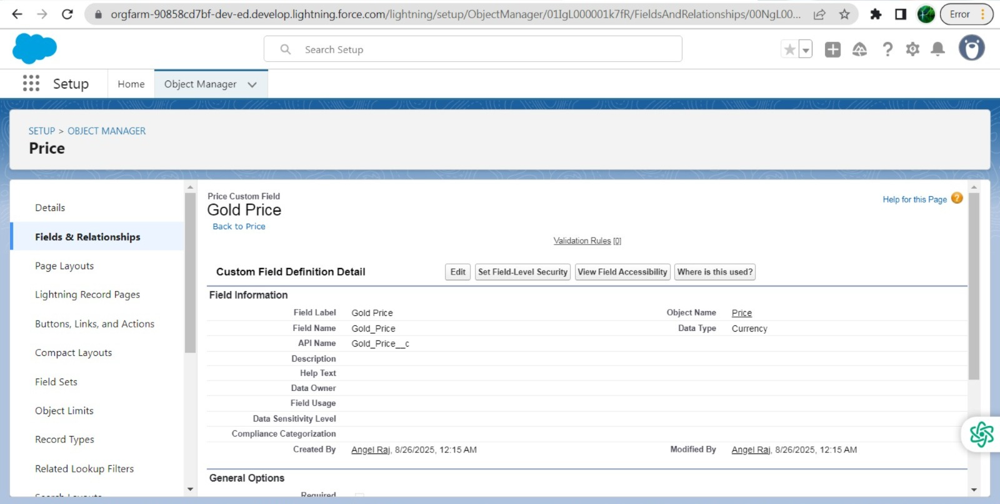 orgfarm-90858cd7bf-dev-ed.develop.lightning.force.com/lightning/setup/ObjectManager/01IgL000001k7fR/FieldsAndRelationships/00NgL00...
Error
Search Setup
Setup
Home
Object Manager
SETUP > OBJECT MANAGER
Price
Details
Fields & Relationships
Page Layouts
Lightning Record Pages
Buttons, Links, and Actions
Compact Layouts
Field Sets
Object Limits
Record Types
Related Lookup Filters
Search Layouts
Price Custom Field
Gold Price
Back to Price
Help for this Page ?
Validation Rules [0]
Custom Field Definition Detail
Edit
Set Field-Level Security
View Field Accessibility
Where is this used?
Field Information
Field Label Gold Price Object Name Price
Field Name Gold_Price Data Type Currency
API Name Gold_Price__c
Description
Help Text
Data Owner
Field Usage
Data Sensitivity Level
Compliance Categorization
Created By Angel Raj, 8/26/2025, 12:15 AM Modified By Angel Raj, 8/26/2025, 12:15 AM
General Options
Required